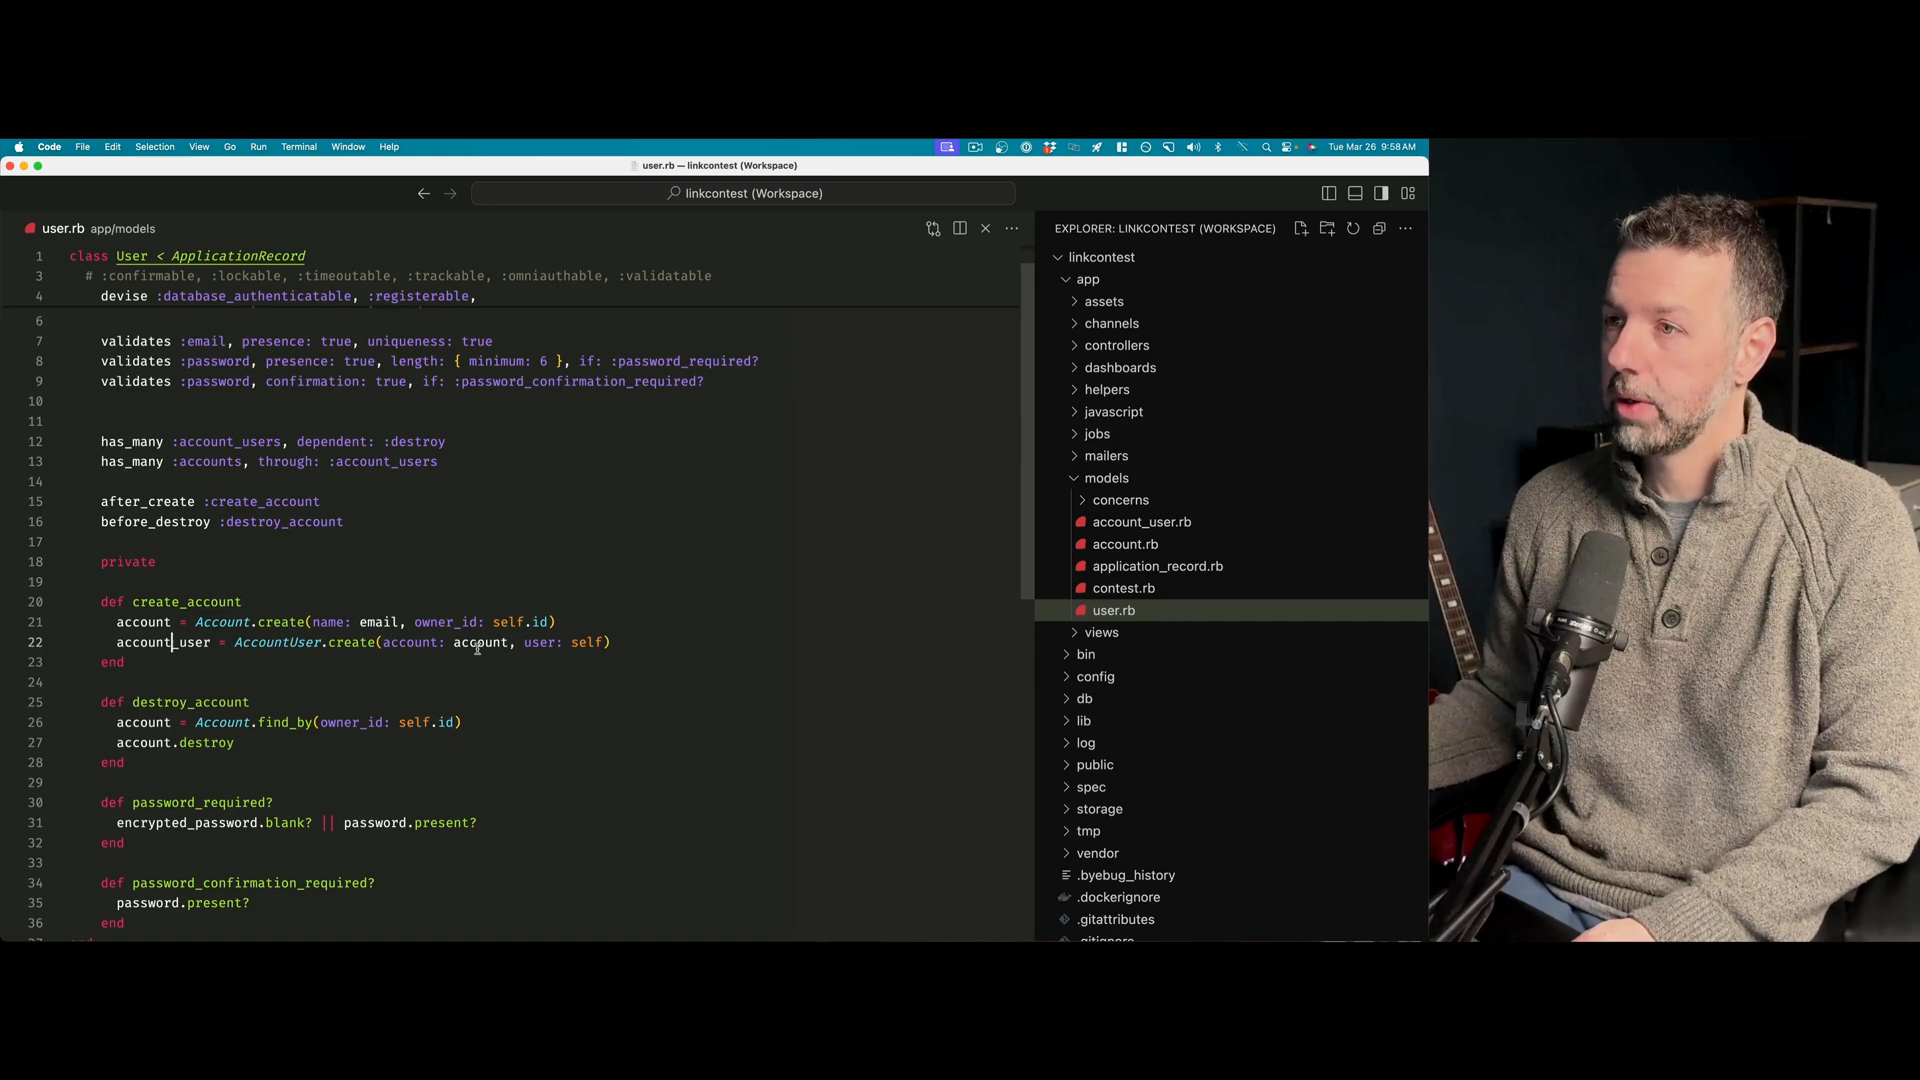 Code File Edit Selection View Go Run Terminal Window Help
Tue Mar 26 9:58 AM
user.rb — linkcontest (Workspace)
linkcontest (Workspace)
user.rb app/models
1 class User < ApplicationRecord
3 # :confirmable, :lockable, :timeoutable, :trackable, :omniauthable, :validatable
4 devise :database_authenticatable, :registerable,
6
7 validates :email, presence: true, uniqueness: true
8 validates :password, presence: true, length: { minimum: 6 }, if: :password_required?
9 validates :password, confirmation: true, if: :password_confirmation_required?
10
11
12 has_many :account_users, dependent: :destroy
13 has_many :accounts, through: :account_users
14
15 after_create :create_account
16 before_destroy :destroy_account
17
18 private
19
20 def create_account
21 account = Account.create(name: email, owner_id: self.id)
22 account_user = AccountUser.create(account: account, user: self)
23 end
24
25 def destroy_account
26 account = Account.find_by(owner_id: self.id)
27 account.destroy
28 end
29
30 def password_required?
31 encrypted_password.blank? || password.present?
32 end
33
34 def password_confirmation_required?
35 password.present?
36 end
EXPLORER: LINKCONTEST (WORKSPACE)
linkcontest
app
assets
channels
controllers
dashboards
helpers
javascript
jobs
mailers
models
concerns
account_user.rb
account.rb
application_record.rb
contest.rb
user.rb
views
bin
config
db
lib
log
public
spec
storage
tmp
vendor
.byebug_history
.dockerignore
.gitattributes
.gitignore